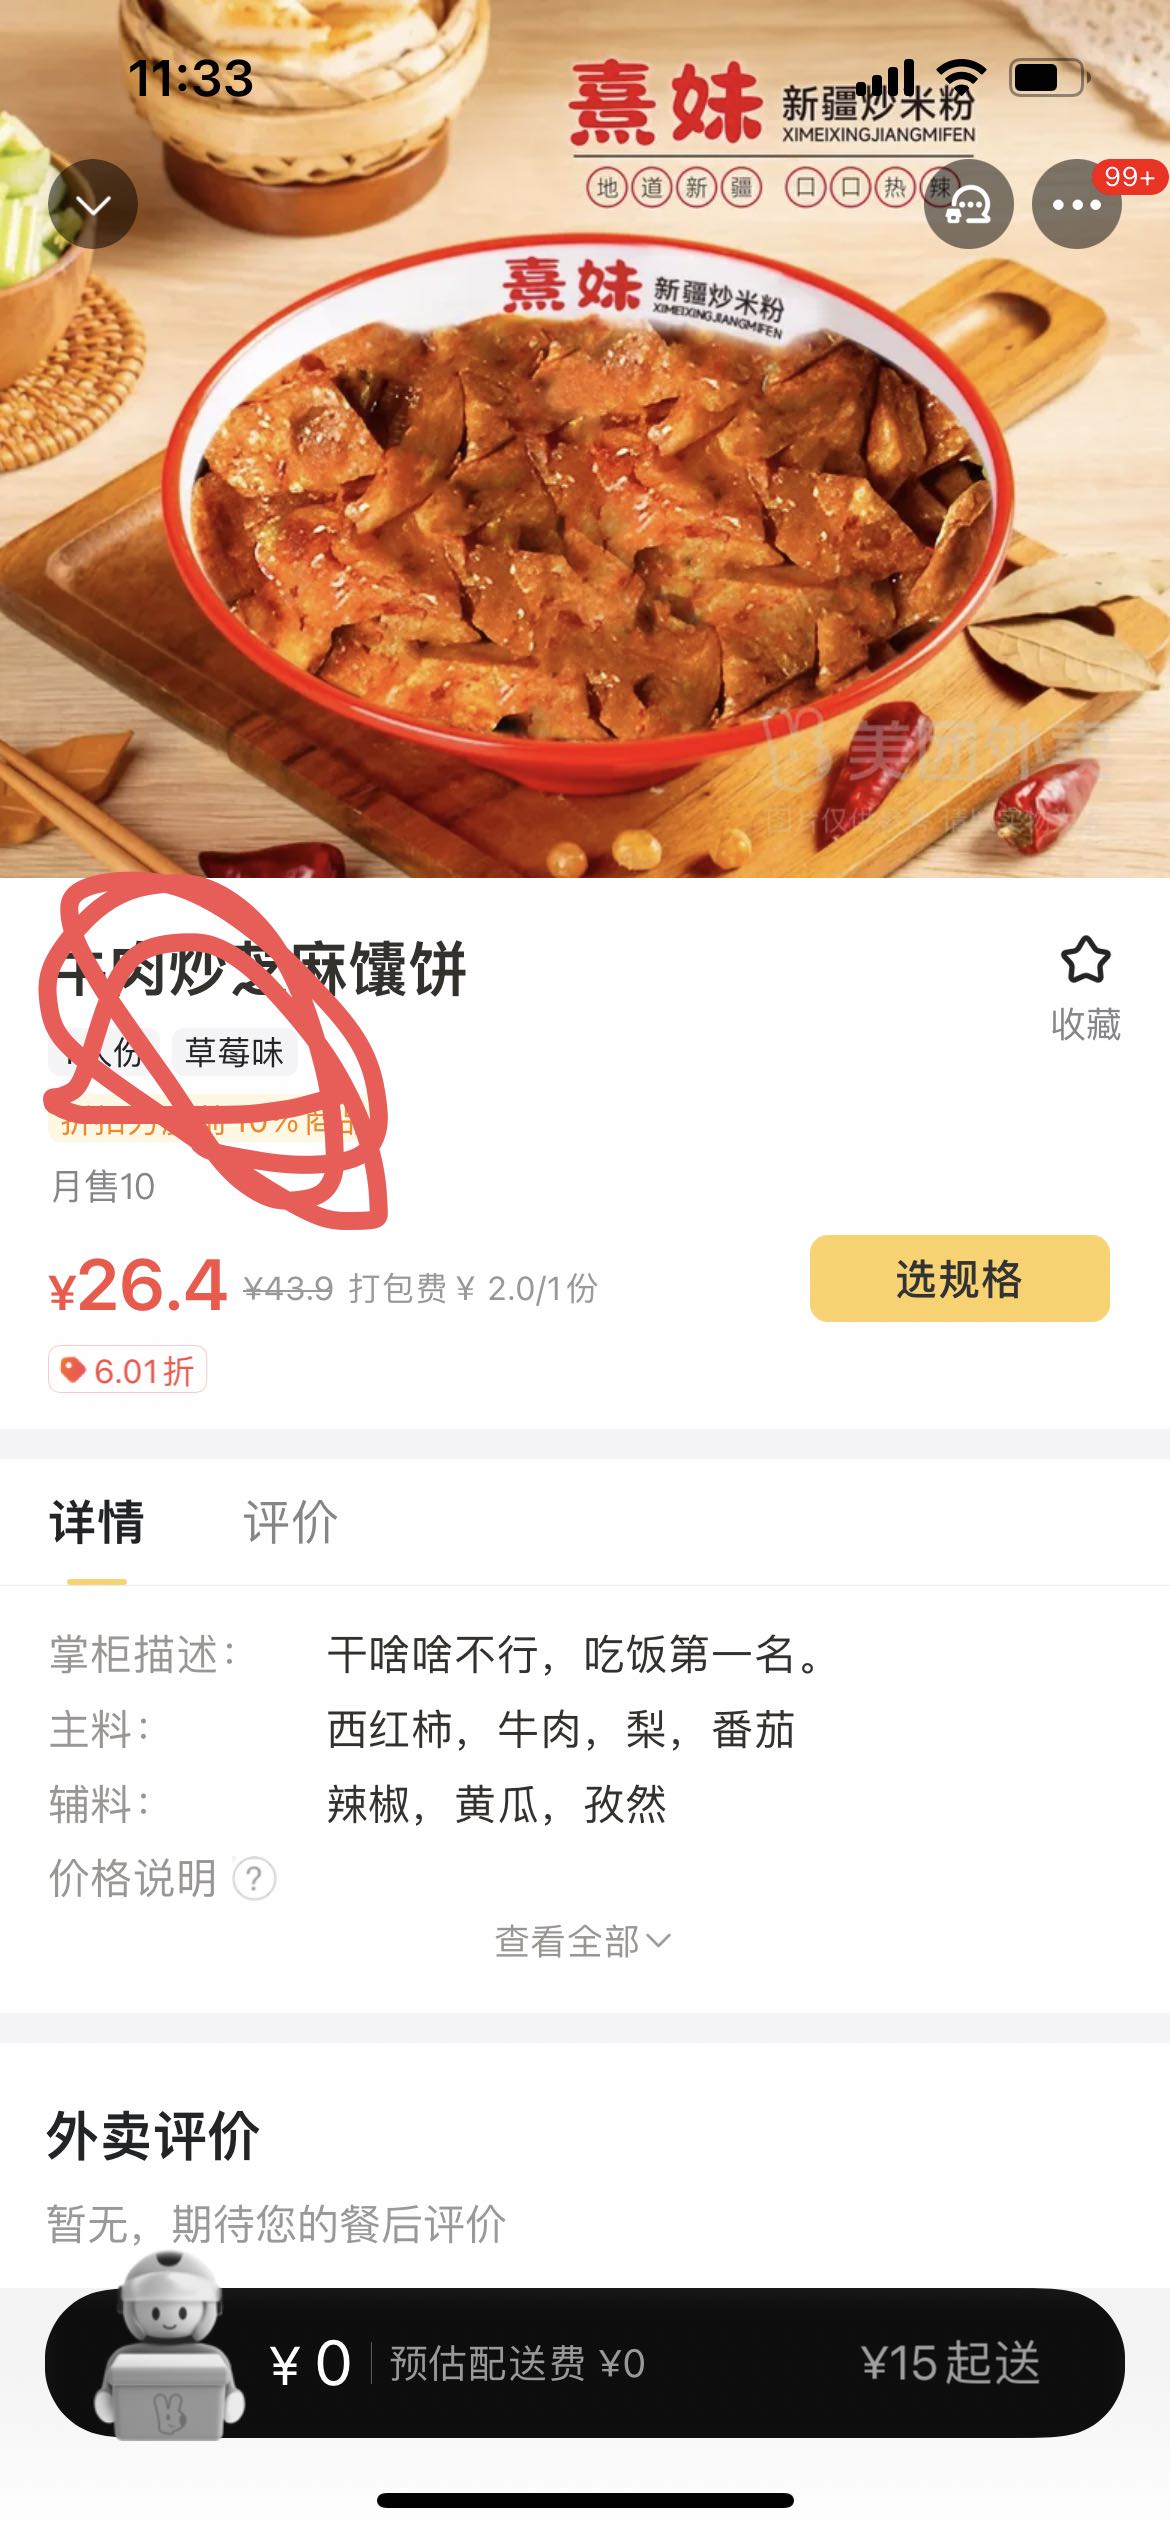 11:33
熹妹 新疆炒米粉
XIMEIXINGJIANGMIFEN
地道新疆 口口热辣
99+
熹妹 新疆炒米粉
XIMEIXINGJIANGMIFEN
美团外卖
牛肉炒芝麻馕饼
收藏
1人份 草莓味
10%商品
月售10
¥26.4 ¥43.9 打包费 ¥ 2.0/1份
选规格
6.01折
详情 评价
掌柜描述: 干啥啥不行，吃饭第一名。
主料: 西红柿，牛肉，梨，番茄
辅料: 辣椒，黄瓜，孜然
价格说明 ?
查看全部
外卖评价
暂无，期待您的餐后评价
¥0 预估配送费 ¥0 ¥15起送